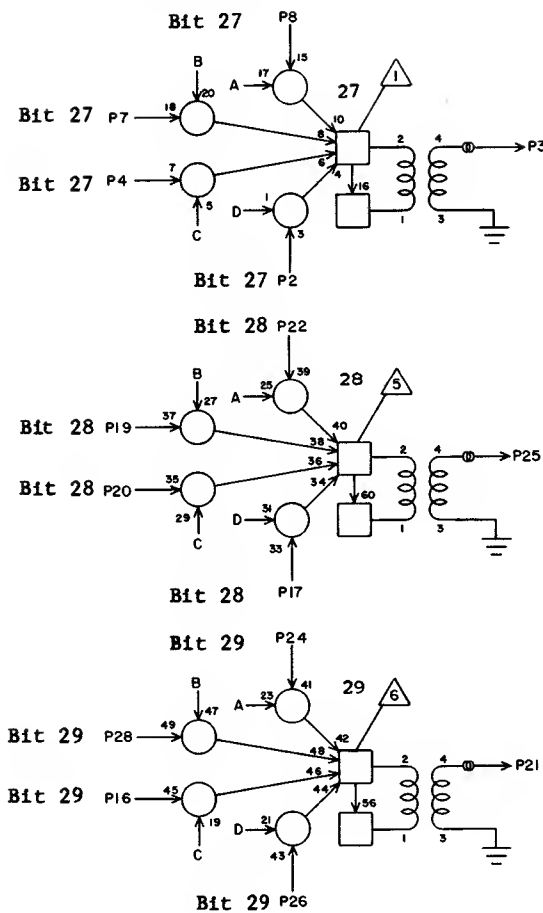 Bit 27 P8
B A 17 15 27 1
20 10
Bit 27 P7 18 8 2 4 P3
Bit 27 P4 7 6 4 16
5 D 1 1 3
C 3
Bit 27 P2
Bit 28 P22
B A 25 39 28 5
27 40
Bit 28 P19 37 38 2 4 P25
Bit 28 P20 35 36 34 60
29 D 31 1 3
C 33
Bit 28 P17
Bit 29 P24
B A 23 41 29 6
47 42
Bit 29 P28 49 48 2 4 P21
Bit 29 P16 45 46 44 56
19 D 21 1 3
C 43
Bit 29 P26